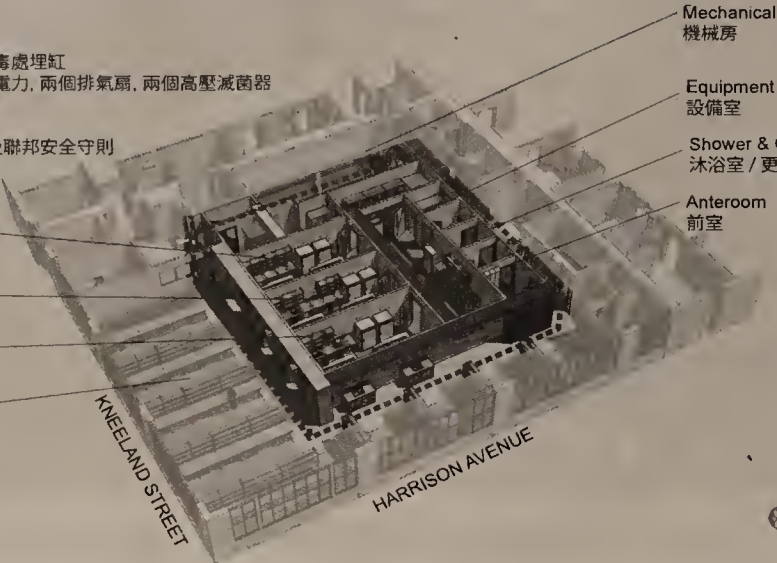 毒處埋缸
電力, 兩個排氣扇, 兩個高壓滅菌器
聯邦安全守則
Mechanical
機械房
Equipment
設備室
Shower &
沐浴室 / 更
Anteroom
前室
KNEELAND STREET
HARRISON AVENUE